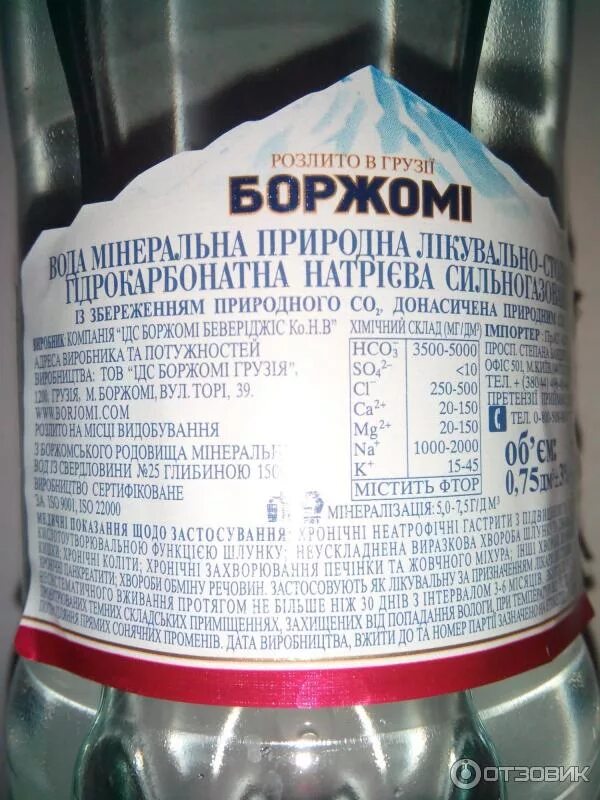 РОЗЛИТО В ГРУЗІЇ
БОРЖОМІ
ВОДА МІНЕРАЛЬНА ПРИРОДНА ЛІКУВАЛЬНО-
ГІДРОКАРБОНАТНА НАТРІЄВА
ІЗ ЗБЕРЕЖЕННЯМ ПРИРОДНОГО CO₂, ДОНАСИЧЕНА ПРИРОДНИМ
ВИРОБНИК: КОМПАНІЯ "ІДС БОРЖОМІ БЕВЕРІДЖІС Ко.Н.В"
АДРЕСА ВИРОБНИКА ТА ПОТУЖНОСТЕЙ
ВИРОБНИЦТВА: ТОВ "ІДС БОРЖОМІ ГРУЗІЯ",
1200, ГРУЗІЯ, М. БОРЖОМІ, ВУЛ. ТОРІ, 39.
WWW.BORJOMI.COM
РОЗЛИТО НА МІСЦІ ВИДОБУВАННЯ
З БОРЖОМСЬКОГО РОДОВИЩА
ВОД ІЗ СВЕРДЛОВИНИ №25 ГЛИБИНОЮ
ВИРОБНИЦТВО СЕРТИФІКОВАНЕ
ЗА ISO 9001, ISO 22000
ХІМІЧНИЙ СКЛАД (МГ/ДМ³)
HCO₃⁻ 3500-5000
SO₄²⁻ <10
Cl⁻ 250-500
Ca²⁺ 20-150
Mg²⁺ 20-150
Na⁺ 1000-2000
K⁺ 15-45
МІСТИТЬ ФТОР
МІНЕРАЛІЗАЦІЯ: 5,0-7,5 Г/ДМ³
ІМПОРТЕР :
ПРОСП. СТЕПАНА
ОФІС 501, М.
ТЕЛ. +
ПРЕТЕНЗІЇ
ТЕЛ.
ОБ'ЄМ:
0,75ДМ³±
МЕДИЧНІ ПОКАЗАННЯ ЩОДО ЗАСТОСУВАННЯ: ХРОНІЧНІ НЕАТРОФІЧНІ ГАСТРИТИ З
КИСЛОТОУТВОРЮВАЛЬНОЮ ФУНКЦІЄЮ ШЛУНКУ; НЕУСКЛАДНЕНА ВИРАЗКОВА ХВОРОБА
ХРОНІЧНІ КОЛІТИ; ХРОНІЧНІ ЗАХВОРЮВАННЯ ПЕЧІНКИ ТА ЖОВЧНОГО МІХУРА; ІНШІ
ПАНКРЕАТИТИ; ХВОРОБИ ОБМІНУ РЕЧОВИН. ЗАСТОСОВУЮТЬ ЯК ЛІКУВАЛЬНУ ЗА ПРИЗНАЧЕННЯМ
ВЖИВАННЯ ПРОТЯГОМ НЕ БІЛЬШЕ НІЖ 30 ДНІВ З ІНТЕРВАЛОМ 3-6 МІСЯЦІВ.
ТЕМНИХ СКЛАДСЬКИХ ПРИМІЩЕННЯХ, ЗАХИЩЕНИХ ВІД ПОПАДАННЯ ВОЛОГИ, ПРИ
ПРЯМИХ СОНЯЧНИХ ПРОМЕНІВ. ДАТА ВИРОБНИЦТВА, ВЖИТИ ДО ТА НОМЕР ПАРТІЇ ЗАЗНАЧЕНО
ОТЗОВИК